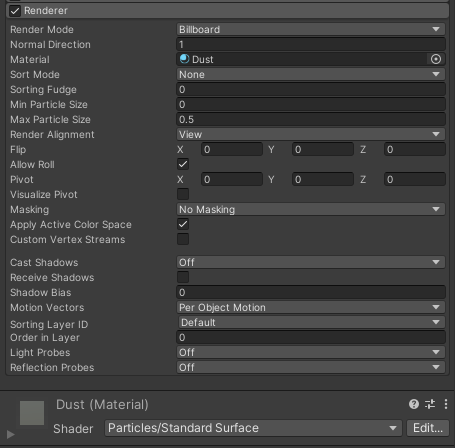 Renderer
Render Mode Billboard
Normal Direction 1
Material Dust
Sort Mode None
Sorting Fudge 0
Min Particle Size 0
Max Particle Size 0.5
Render Alignment View
Flip X 0 Y 0 Z 0
Allow Roll
Pivot X 0 Y 0 Z 0
Visualize Pivot
Masking No Masking
Apply Active Color Space
Custom Vertex Streams
Cast Shadows Off
Receive Shadows
Shadow Bias 0
Motion Vectors Per Object Motion
Sorting Layer ID Default
Order in Layer 0
Light Probes Off
Reflection Probes Off
Dust (Material)
Shader Particles/Standard Surface Edit...